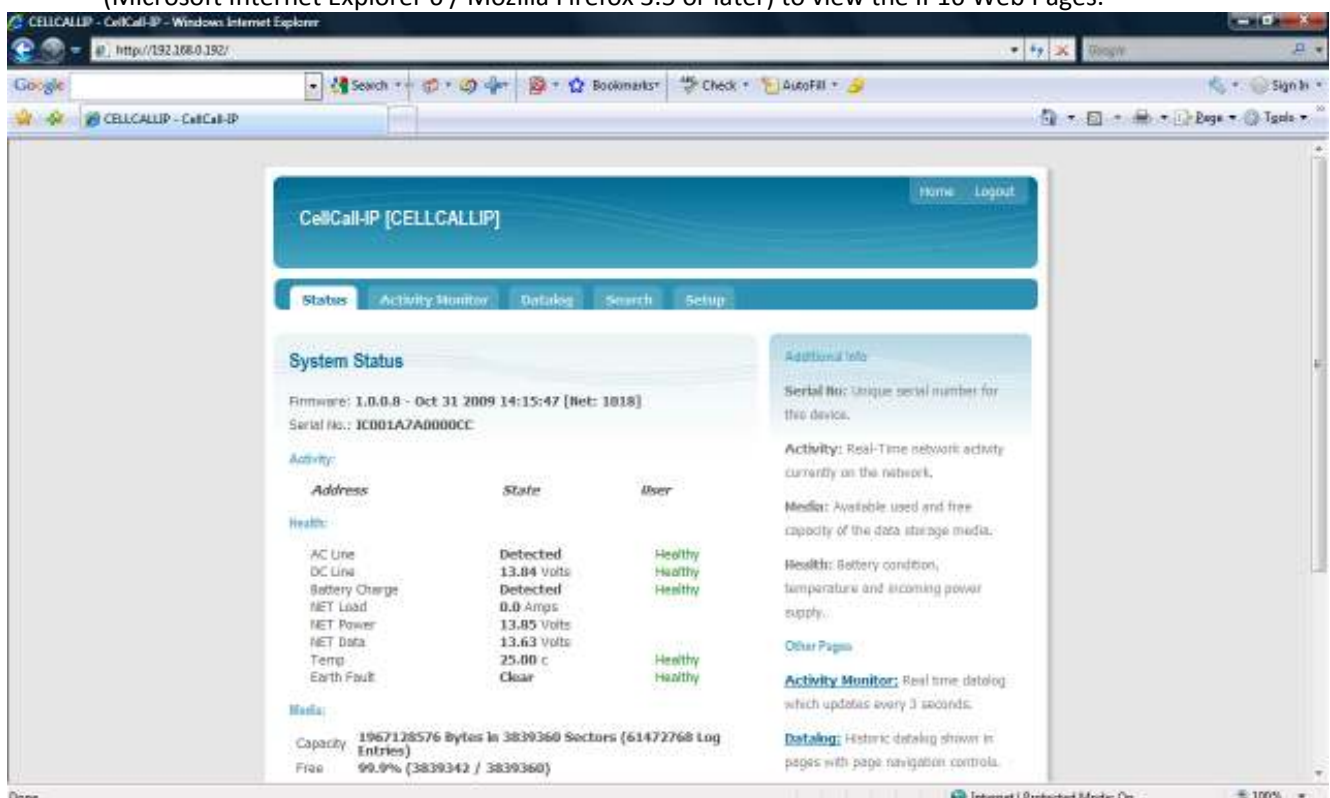 (Microsoft Internet Explorer 6 / Mozilla Firefox 3.5 or later) to view the IP16 Web Pages.
CELLCALLIP - CellCall-IP - Windows Internet Explorer
http://192.168.0.192/
Google
Google
Search
Bookmarks
Check
AutoFill
Sign In
CELLCALLIP - CellCall-IP
Page
Tools
Home Logout
CellCall-IP [CELLCALLIP]
Status Activity Monitor Datalog Search Setup
System Status
Firmware: 1.0.0.8 - Oct 31 2009 14:15:47 [Net: 1018]
Serial No.: IC001A7A0000CC
Activity:
Address State User
Health:
AC Line Detected Healthy
DC Line 13.84 Volts Healthy
Battery Charge Detected Healthy
NET Load 0.0 Amps
NET Power 13.85 Volts
NET Data 13.63 Volts
Temp 25.00 c Healthy
Earth Fault Clear Healthy
Media:
Capacity 1967128576 Bytes in 3839360 Sectors (61472768 Log
Entries)
Free 99.9% (3839342 / 3839360)
Additional Info
Serial No: Unique serial number for
this device.
Activity: Real-Time network activity
currently on the network.
Media: Available used and free
capacity of the data storage media.
Health: Battery condition,
temperature and incoming power
supply.
Other Pages
Activity Monitor: Real time datalog
which updates every 3 seconds.
Datalog: Historic datalog shown in
pages with page navigation controls.
Done
Internet | Protected Mode: On
100%